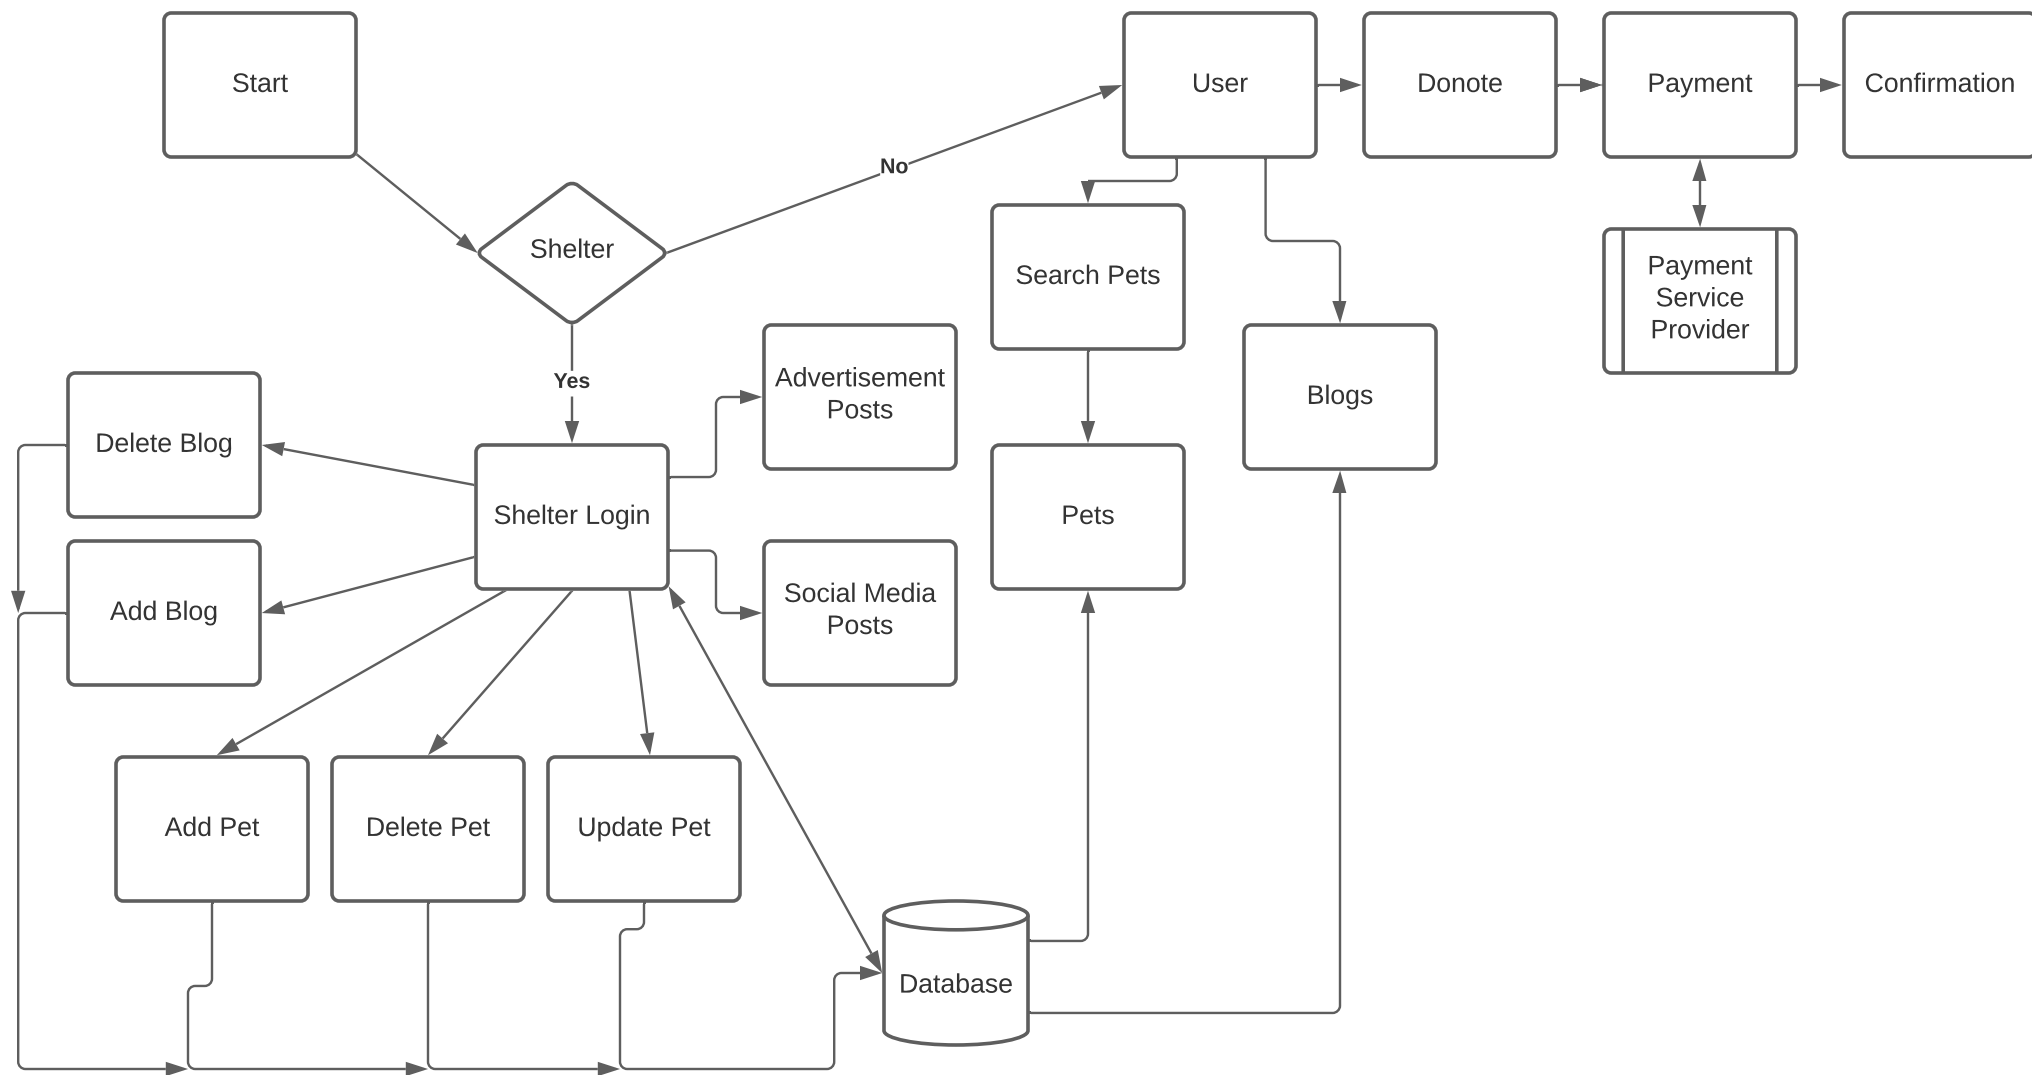 Start
User
Donote
Payment
Confirmation
No
Shelter
Search Pets
Payment
Service
Provider
Yes
Advertisement
Posts
Blogs
Delete Blog
Shelter Login
Pets
Add Blog
Social Media
Posts
Add Pet
Delete Pet
Update Pet
Database